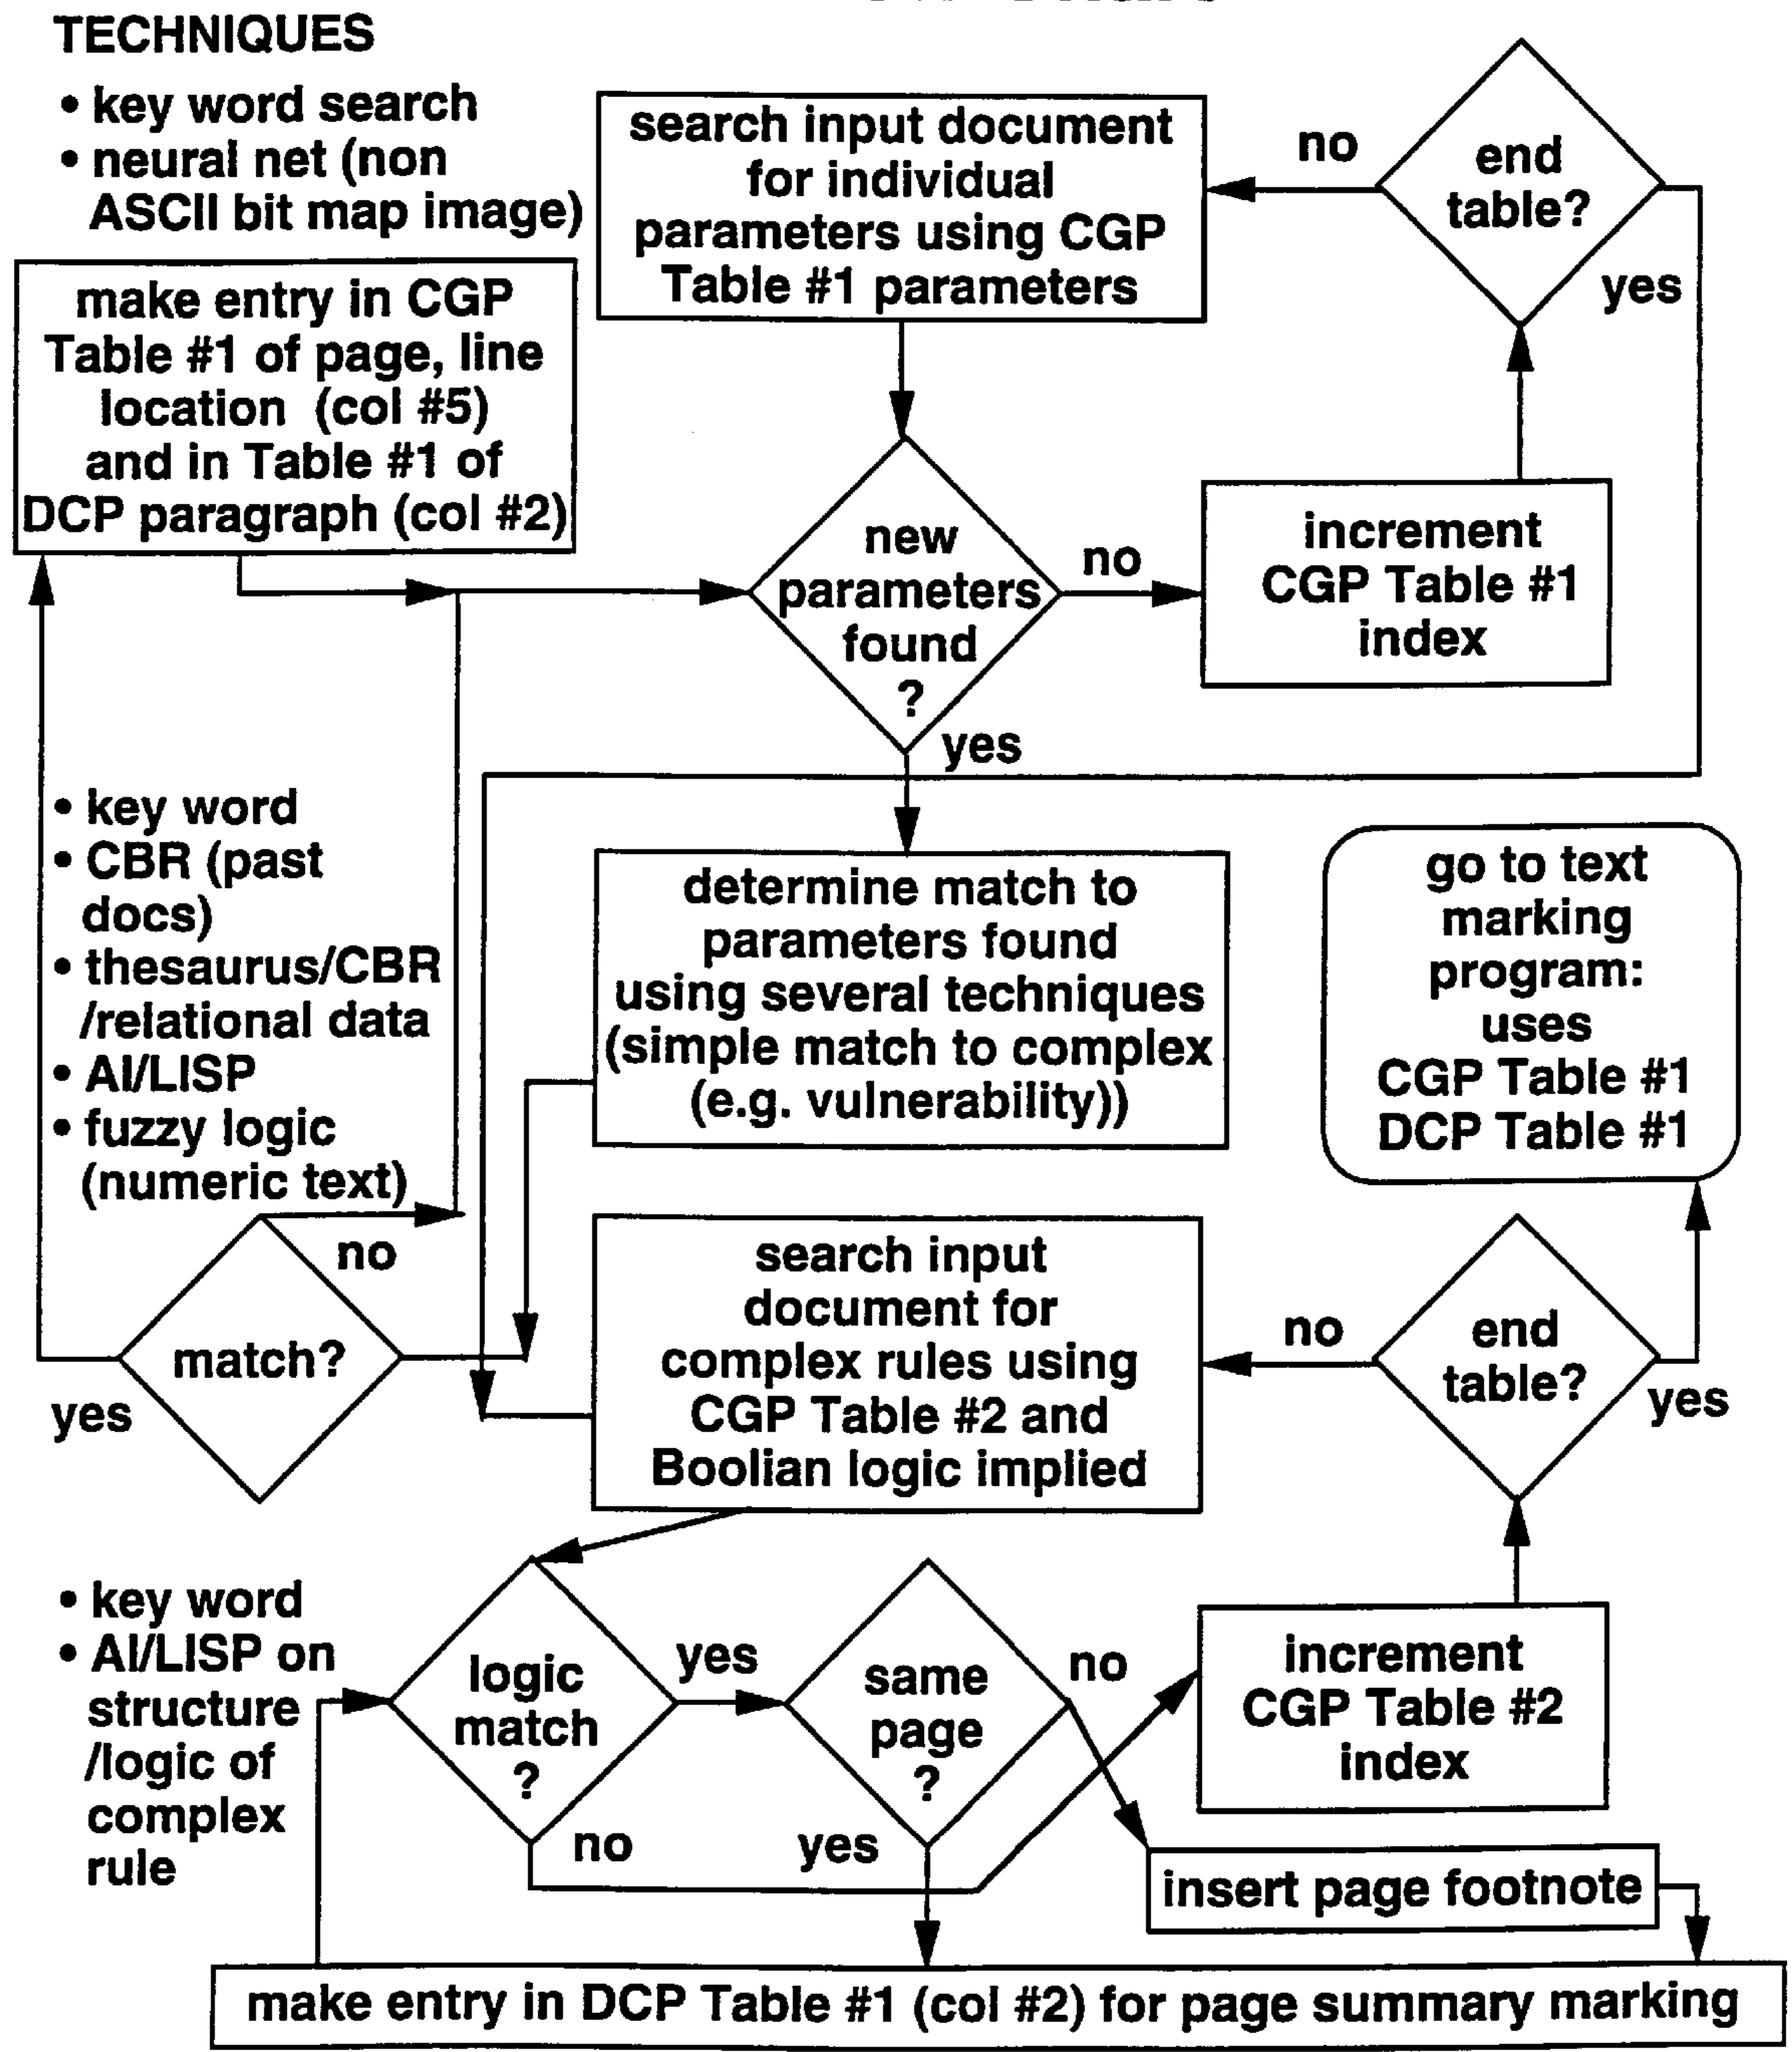 TECHNIQUES
• key word search
• neural net (non
ASCII bit map image)
search input document
for individual
parameters using CGP
Table #1 parameters
no
end
table?
yes
make entry in CGP
Table #1 of page, line
location (col #5)
and in Table #1 of
DCP paragraph (col #2)
new
parameters
found
?
no
increment
CGP Table #1
index
yes
• key word
• CBR (past
docs)
• thesaurus/CBR
/relational data
• AI/LISP
• fuzzy logic
(numeric text)
determine match to
parameters found
using several techniques
(simple match to complex
(e.g. vulnerability))
go to text
marking
program:
uses
CGP Table #1
DCP Table #1
no
match?
yes
search input
document for
complex rules using
CGP Table #2 and
Boolian logic implied
no
end
table?
yes
• key word
• AI/LISP on
structure
/logic of
complex
rule
logic
match
?
yes
no
same
page
?
no
yes
increment
CGP Table #2
index
insert page footnote
make entry in DCP Table #1 (col #2) for page summary marking